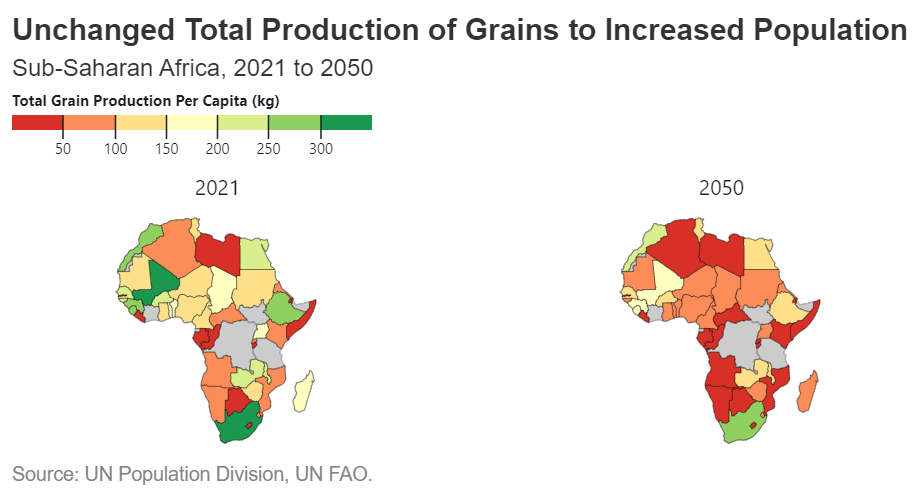 Unchanged Total Production of Grains to Increased Population
Sub-Saharan Africa, 2021 to 2050
Total Grain Production Per Capita (kg)
50 100 150 200 250 300
2021 2050
Source: UN Population Division, UN FAO.